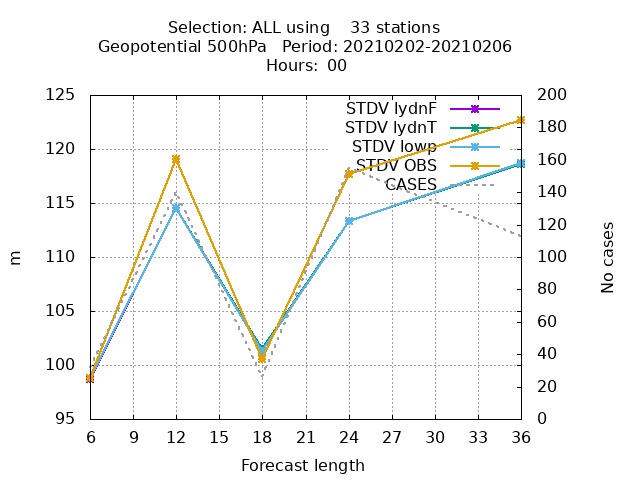 Selection: ALL using    33 stations
Geopotential 500hPa   Period: 20210202-20210206
Hours:  00
125
120
115
110
105
100
95
m
200
180
160
140
120
100
80
60
40
20
0
No cases
STDV lydnF
STDV lydnT
STDV lowp
STDV OBS
CASES
6 9 12 15 18 21 24 27 30 33 36
Forecast length